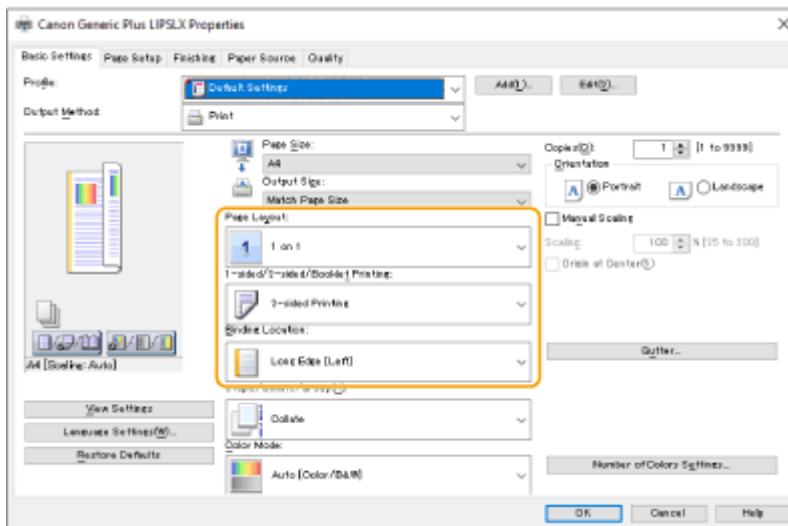 Canon Generic Plus LIPSLX Properties
Basic Settings Page Setup Finishing Paper Source Quality
Profile: Default Settings Add(1)... Edit(2)...
Output Method: Print
Page Size: Copies(Q): 1 [1 to 9999]
A4 Orientation
Output Size: A Portrait A Landscape
Match Page Size
Page Layout: Manual Scaling
1 1 on 1 Scaling: 100 % [25 to 200]
1-sided/2-sided/Booklet Printing: Origin at Center(5)
2-sided Printing
Binding Location:
A4 [Scaling: Auto] Long Edge [Left] Gutter...
View Settings Collate
Language Settings(W)...
Restore Defaults Color Mode:
Auto [Color/B&W] Number of Colors Settings...
OK Cancel Help